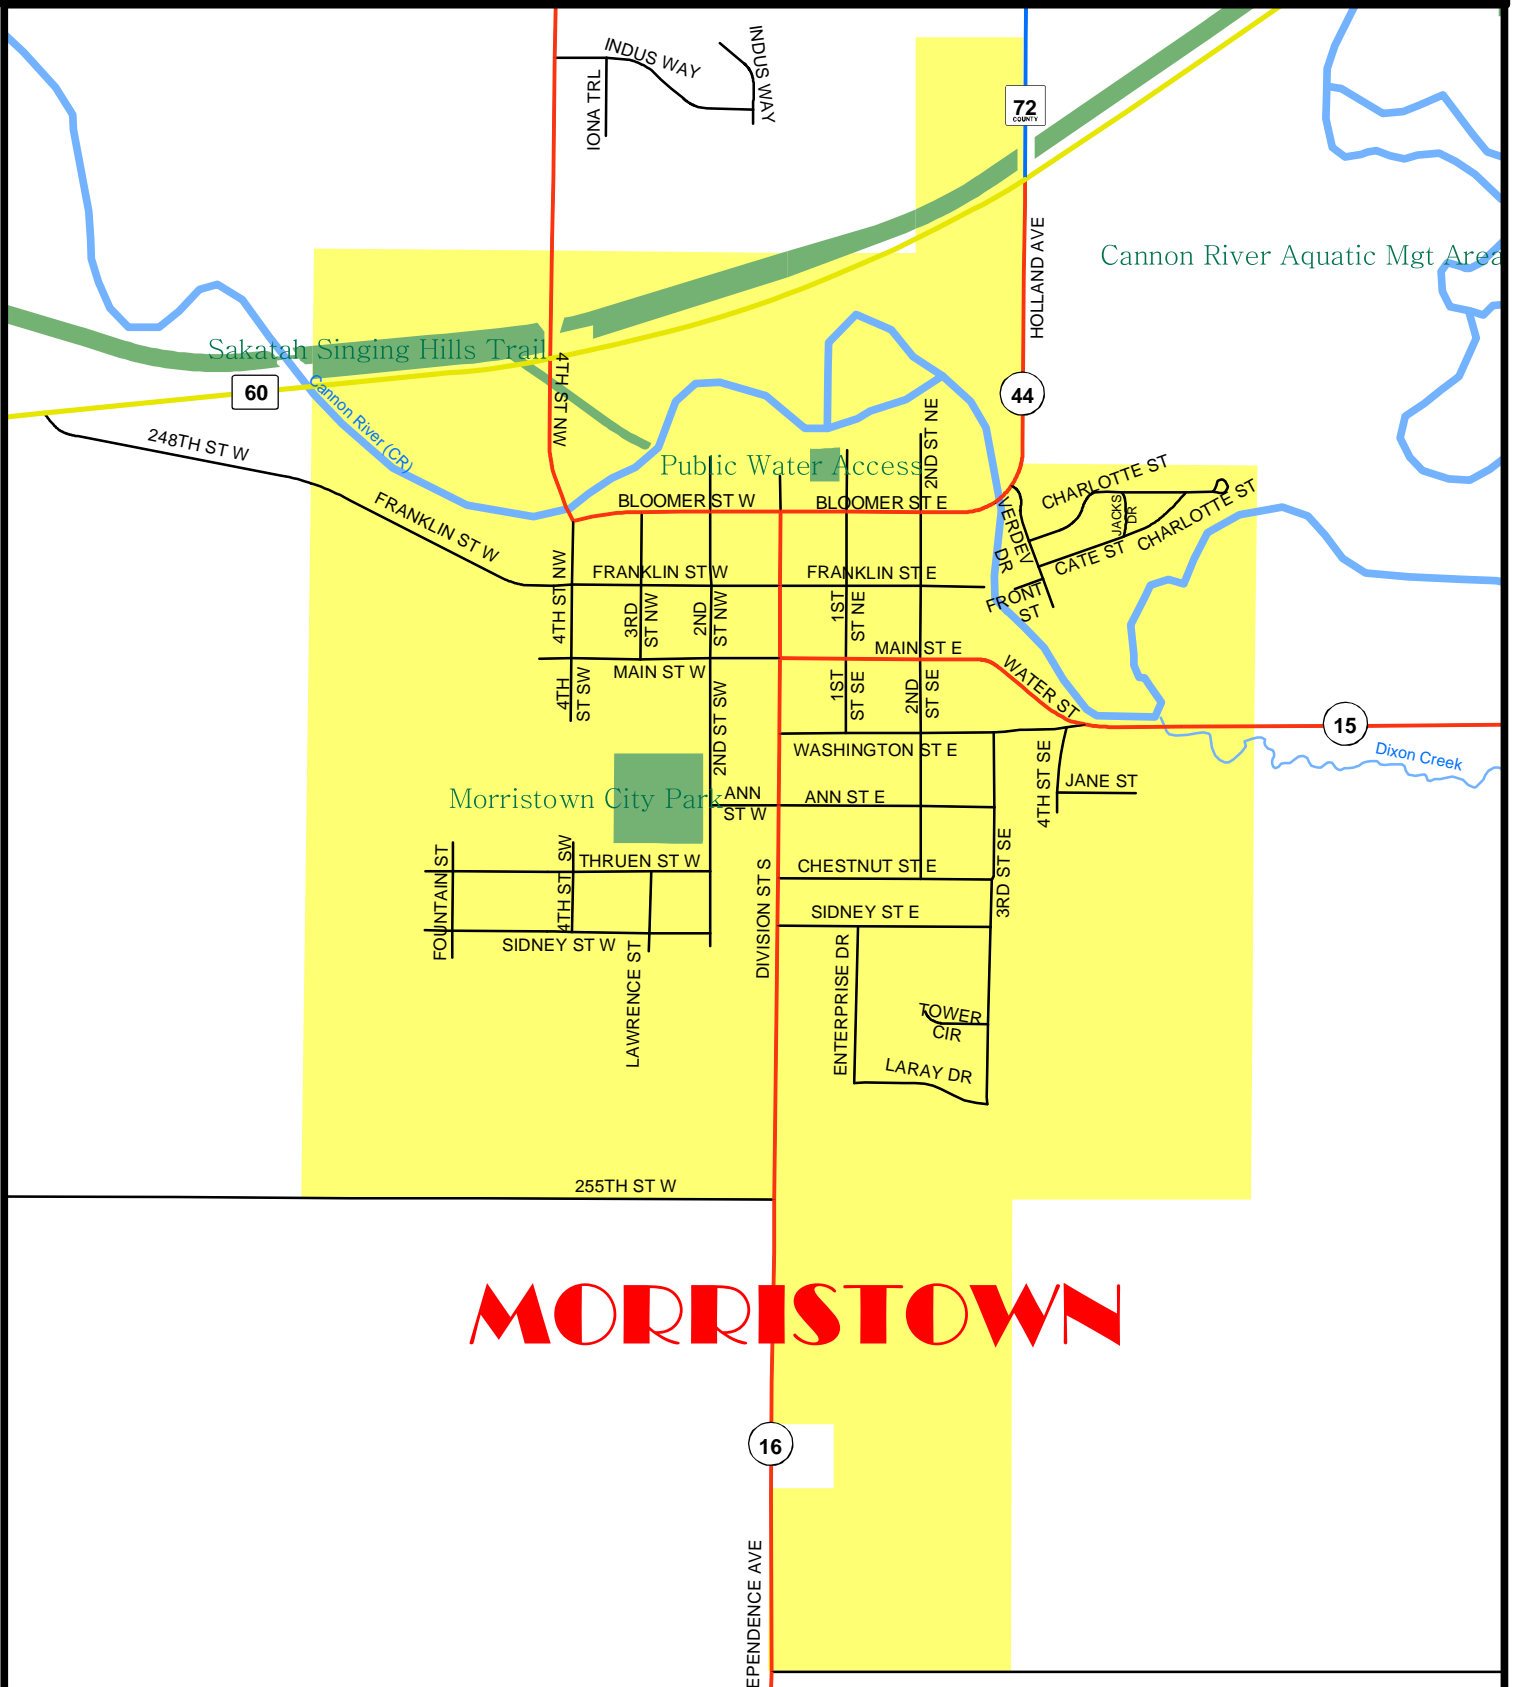 INDUS WAY
INDUS WAY
IONA TRL
72
COUNTY
HOLLAND AVE
Cannon River Aquatic Mgt Area
Sakatah Singing Hills Trail
60
Cannon River (CR)
4TH ST NW
44
248TH ST W
FRANKLIN ST W
Public Water Access
2ND ST NE
BLOOMER ST W
BLOOMER ST E
CHARLOTTE ST
JACKS
DR
CHARLOTTE ST
VERDEV
DR
CATE ST
FRONT
ST
4TH ST NW
FRANKLIN ST W
FRANKLIN ST E
3RD
ST NW
2ND
ST NW
1ST
ST NE
MAIN ST W
MAIN ST E
WATER ST
4TH
ST SW
2ND ST SW
1ST
ST SE
2ND
ST SE
15
Dixon Creek
WASHINGTON ST E
4TH ST SE
JANE ST
Morristown City Park
ANN
ST W
ANN ST E
FOUNTAIN ST
4TH ST SW
THRUEN ST W
CHESTNUT ST E
3RD ST SE
SIDNEY ST W
SIDNEY ST E
LAWRENCE ST
DIVISION ST S
ENTERPRISE DR
TOWER
CIR
LARAY DR
255TH ST W
MORRISTOWN
16
EPENDENCE AVE